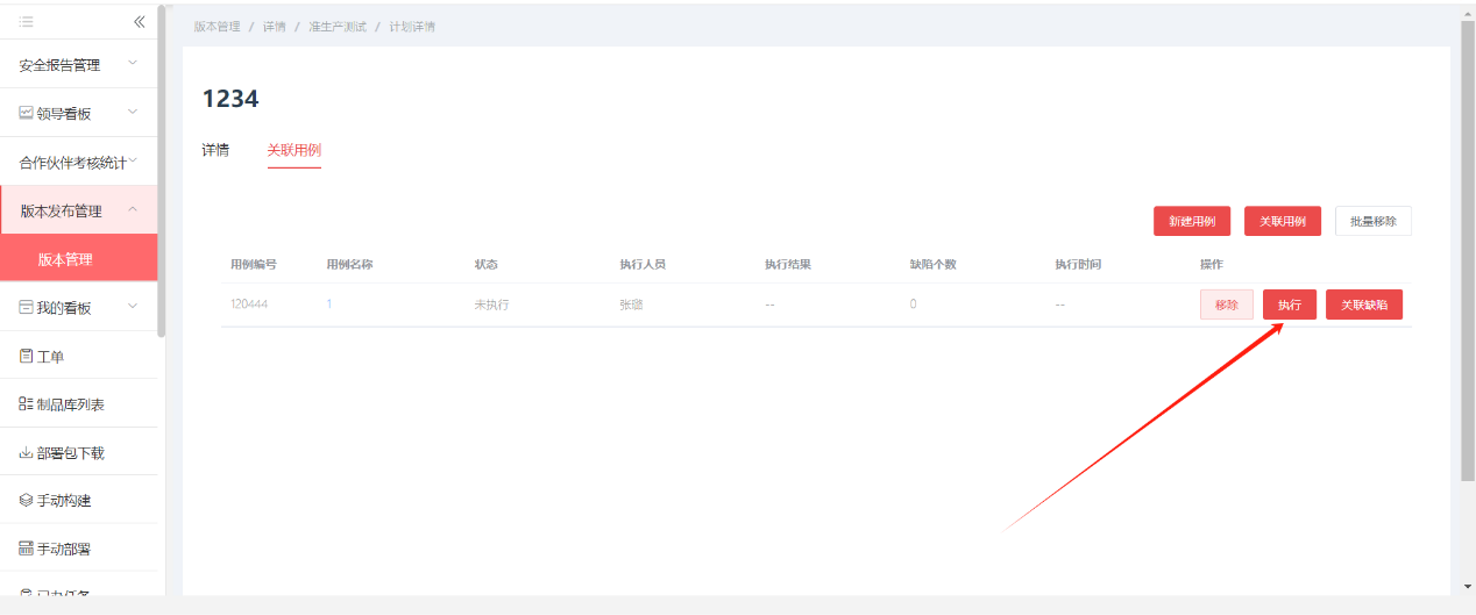 版本管理 / 详情 / 准生产测试 / 计划详情
安全报告管理
领导看板
合作伙伴考核统计
版本发布管理
版本管理
我的看板
工单
制品库列表
部署包下载
手动构建
手动部署
1234
详情 关联用例
新建用例 关联用例 批量移除
用例编号 用例名称 状态 执行人员 执行结果 缺陷个数 执行时间 操作
120444 1 未执行 -- 0 -- 移除 执行 关联缺陷